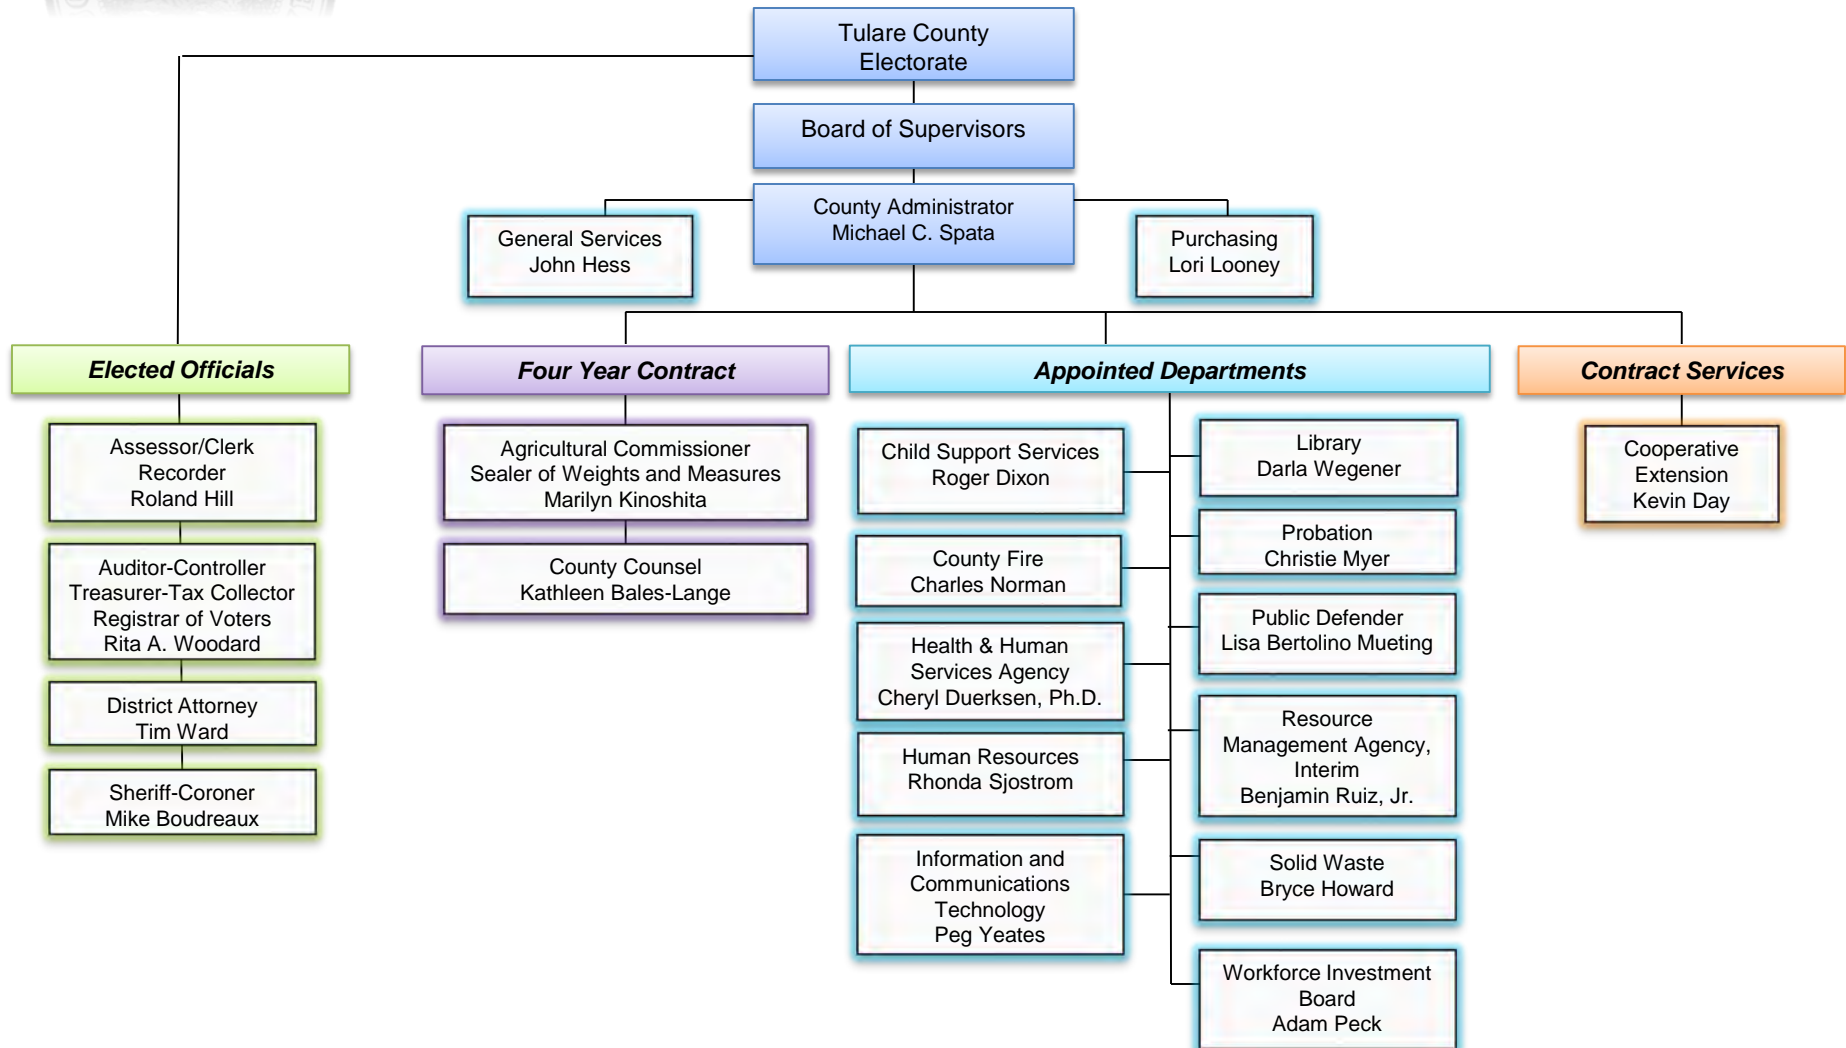 Tulare County
Electorate
Board of Supervisors
County Administrator
Michael C. Spata
General Services
John Hess
Purchasing
Lori Looney
Elected Officials
Assessor/Clerk
Recorder
Roland Hill
Auditor-Controller
Treasurer-Tax Collector
Registrar of Voters
Rita A. Woodard
District Attorney
Tim Ward
Sheriff-Coroner
Mike Boudreaux
Four Year Contract
Agricultural Commissioner
Sealer of Weights and Measures
Marilyn Kinoshita
County Counsel
Kathleen Bales-Lange
Appointed Departments
Child Support Services
Roger Dixon
County Fire
Charles Norman
Health & Human
Services Agency
Cheryl Duerksen, Ph.D.
Human Resources
Rhonda Sjostrom
Information and
Communications
Technology
Peg Yeates
Library
Darla Wegener
Probation
Christie Myer
Public Defender
Lisa Bertolino Mueting
Resource
Management Agency,
Interim
Benjamin Ruiz, Jr.
Solid Waste
Bryce Howard
Workforce Investment
Board
Adam Peck
Contract Services
Cooperative
Extension
Kevin Day